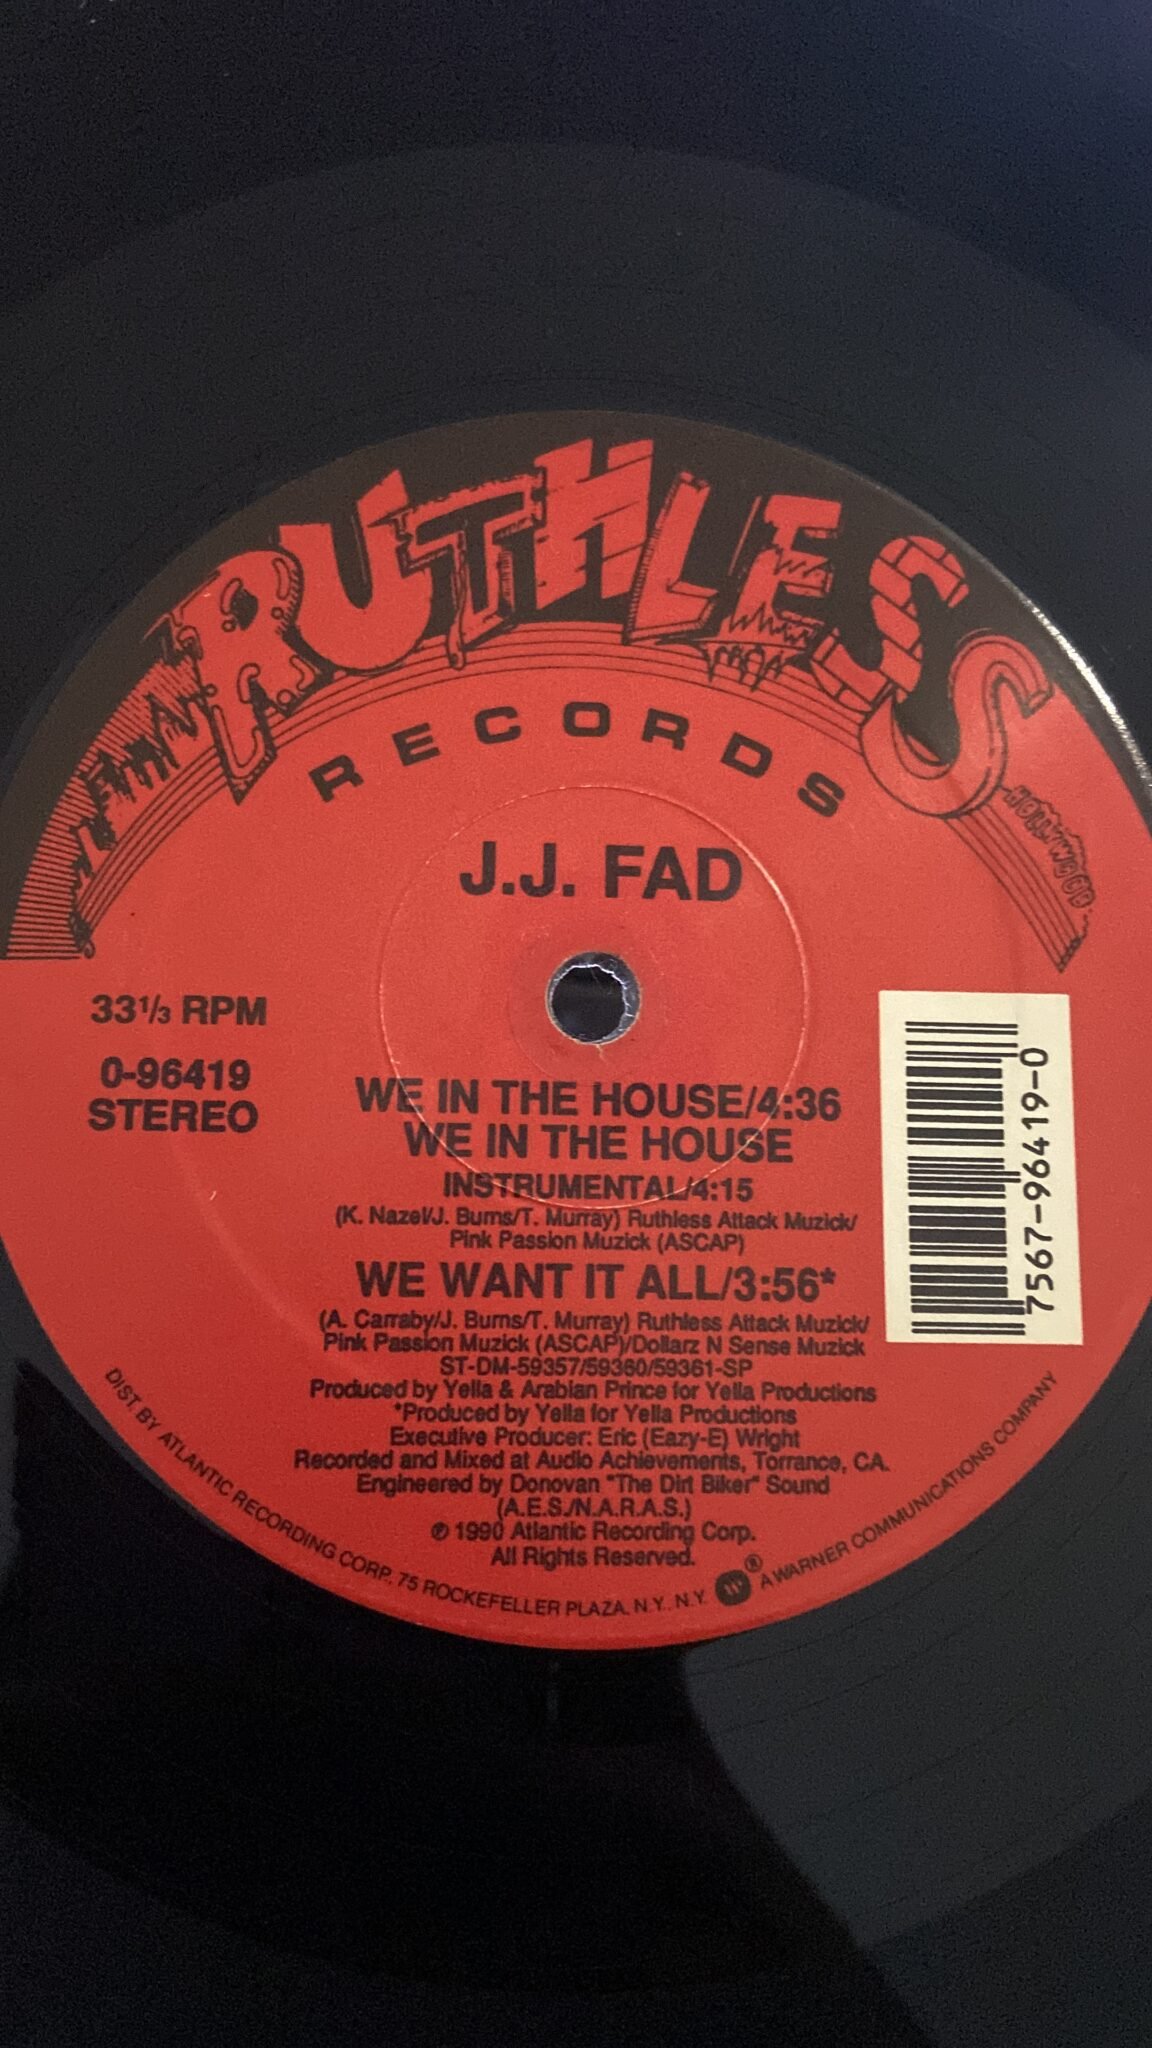 RUTHLESS
RECORDS
HOLLYWOOD
J.J. FAD
33⅓ RPM
0-96419
STEREO
WE IN THE HOUSE/4:36
WE IN THE HOUSE
INSTRUMENTAL/4:15
(K. Nazel/J. Burns/T. Murray) Ruthless Attack Muzick/
Pink Passion Muzick (ASCAP)
WE WANT IT ALL/3:56*
(A. Carraby/J. Burns/T. Murray) Ruthless Attack Muzick/
Pink Passion Muzick (ASCAP)/Dollarz N Sense Muzick
ST-DM-59357/59360/59361-SP
Produced by Yella & Arabian Prince for Yella Productions
*Produced by Yella for Yella Productions
Executive Producer: Eric (Eazy-E) Wright
Recorded and Mixed at Audio Achievements, Torrance, CA.
Engineered by Donovan "The Dirt Biker" Sound
(A.E.S./N.A.R.A.S.)
℗ 1990 Atlantic Recording Corp.
All Rights Reserved.
7567-96419-0
DIST. BY ATLANTIC RECORDING CORP., 75 ROCKEFELLER PLAZA, N.Y., N.Y. ® A WARNER COMMUNICATIONS COMPANY